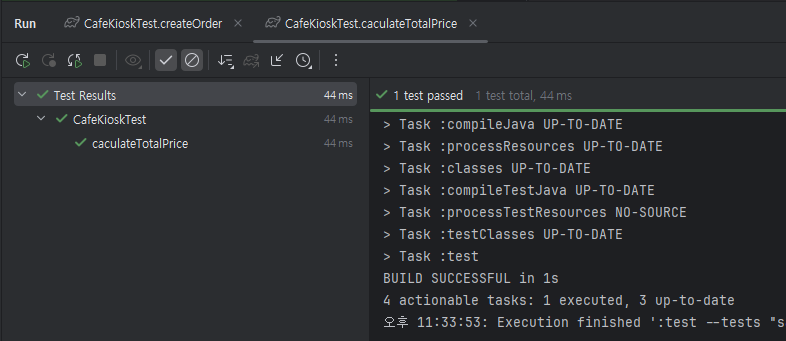 Run CafeKioskTest.createOrder CafeKioskTest.caculateTotalPrice
Test Results 44 ms
CafeKioskTest 44 ms
caculateTotalPrice 44 ms
1 test passed 1 test total, 44 ms
> Task :compileJava UP-TO-DATE
> Task :processResources UP-TO-DATE
> Task :classes UP-TO-DATE
> Task :compileTestJava UP-TO-DATE
> Task :processTestResources NO-SOURCE
> Task :testClasses UP-TO-DATE
> Task :test
BUILD SUCCESSFUL in 1s
4 actionable tasks: 1 executed, 3 up-to-date
오후 11:33:53: Execution finished ':test --tests "s